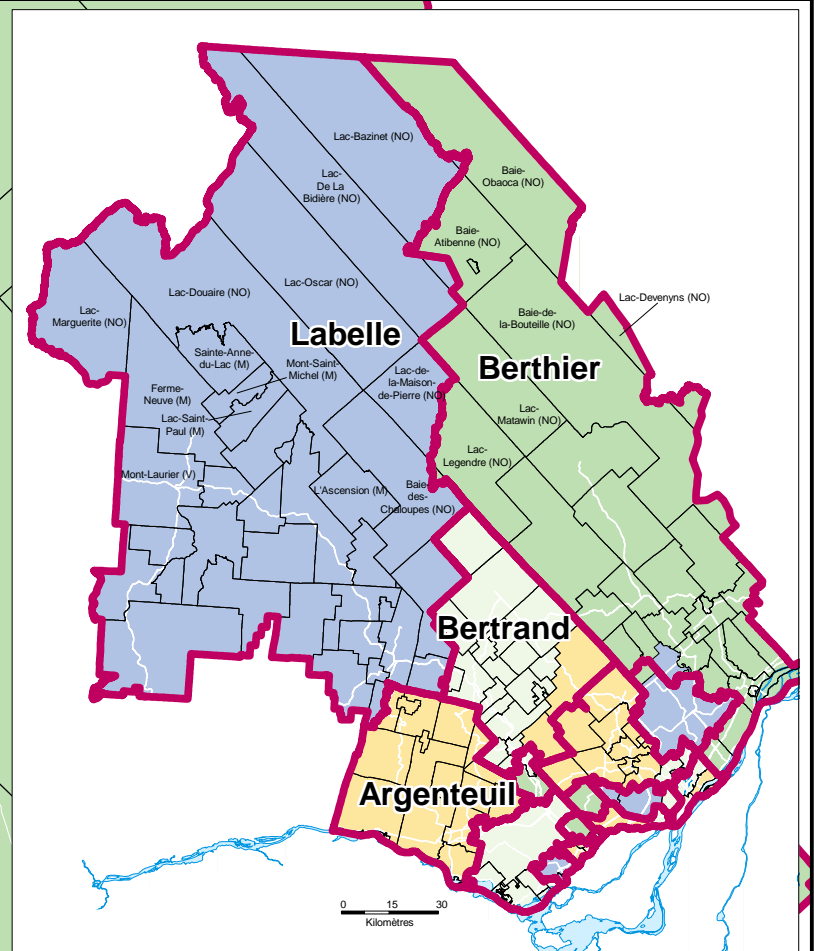 Lac-Bazinet (NO)
Lac-
De La
Bidière (NO)
Baie-
Obaoca (NO)
Baie-
Atibenne (NO)
Lac-Douaire (NO)
Lac-Oscar (NO)
Lac-
Marguerite (NO)
Lac-Devenyns (NO)
Baie-de-
la-Bouteille (NO)
Labelle
Berthier
Sainte-Anne-
du-Lac (M)
Mont-Saint-
Michel (M)
Lac-de-
la-Maison-
de-Pierre (NO)
Ferme-
Neuve (M)
Lac-Saint-
Paul (M)
Lac-
Matawin (NO)
Lac-
Legendre (NO)
Mont-Laurier (V)
L'Ascension (M)
Baie-
des-
Chaloupes (NO)
Bertrand
Argenteuil
0 15 30
Kilomètres